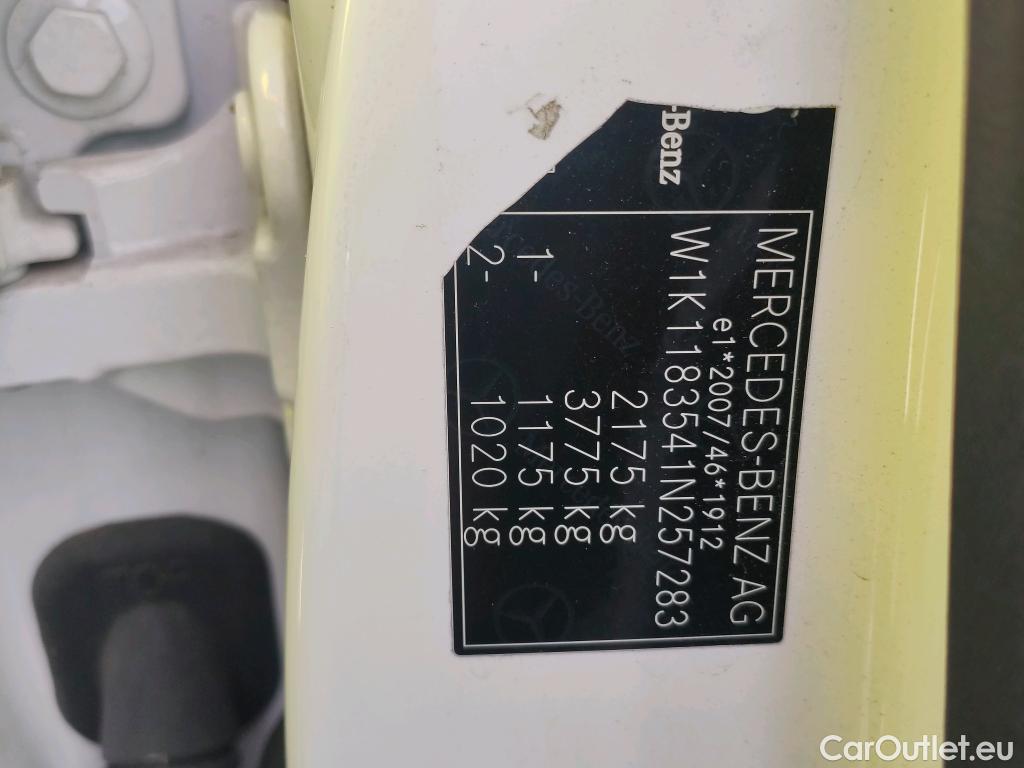 -Benz
MERCEDES-BENZ AG
e1*2007/46*1912
W1K1183541N257283
2175 kg
3775 kg
1- 1175 kg
2- 1020 kg
CarOutlet.eu